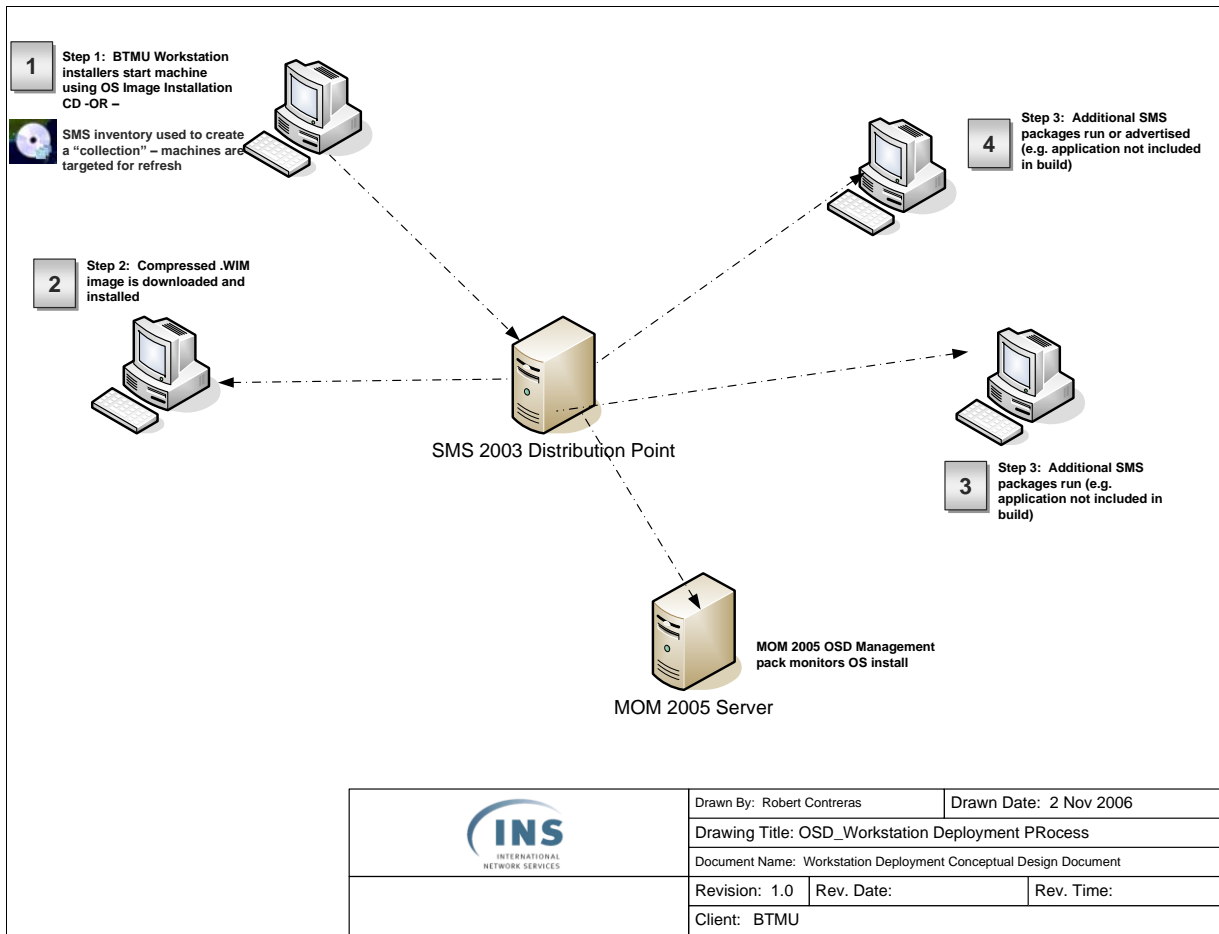 1
Step 1:  BTMU Workstation
installers start machine
using OS Image Installation
CD -OR –
SMS inventory used to create
a “collection” – machines are
targeted for refresh
4
Step 3:  Additional SMS
packages run or advertised
(e.g. application not included
in build)
2
Step 2:  Compressed .WIM
image is downloaded and
installed
SMS 2003 Distribution Point
3
Step 3:  Additional SMS
packages run (e.g.
application not included in
build)
MOM 2005 OSD Management
pack monitors OS install
MOM 2005 Server
INS
INTERNATIONAL
NETWORK SERVICES
Drawn By:  Robert Contreras
Drawn Date:  2 Nov 2006
Drawing Title: OSD_Workstation Deployment PRocess
Document Name:  Workstation Deployment Conceptual Design Document
Revision:  1.0
Rev. Date:
Rev. Time:
Client:   BTMU